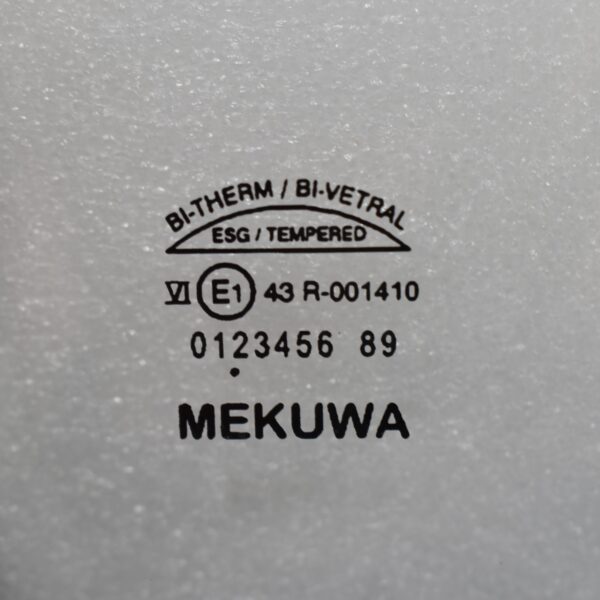 BI-THERM / BI-VETRAL
ESG / TEMPERED
VI E1 43 R-001410
0123456 89
MEKUWA